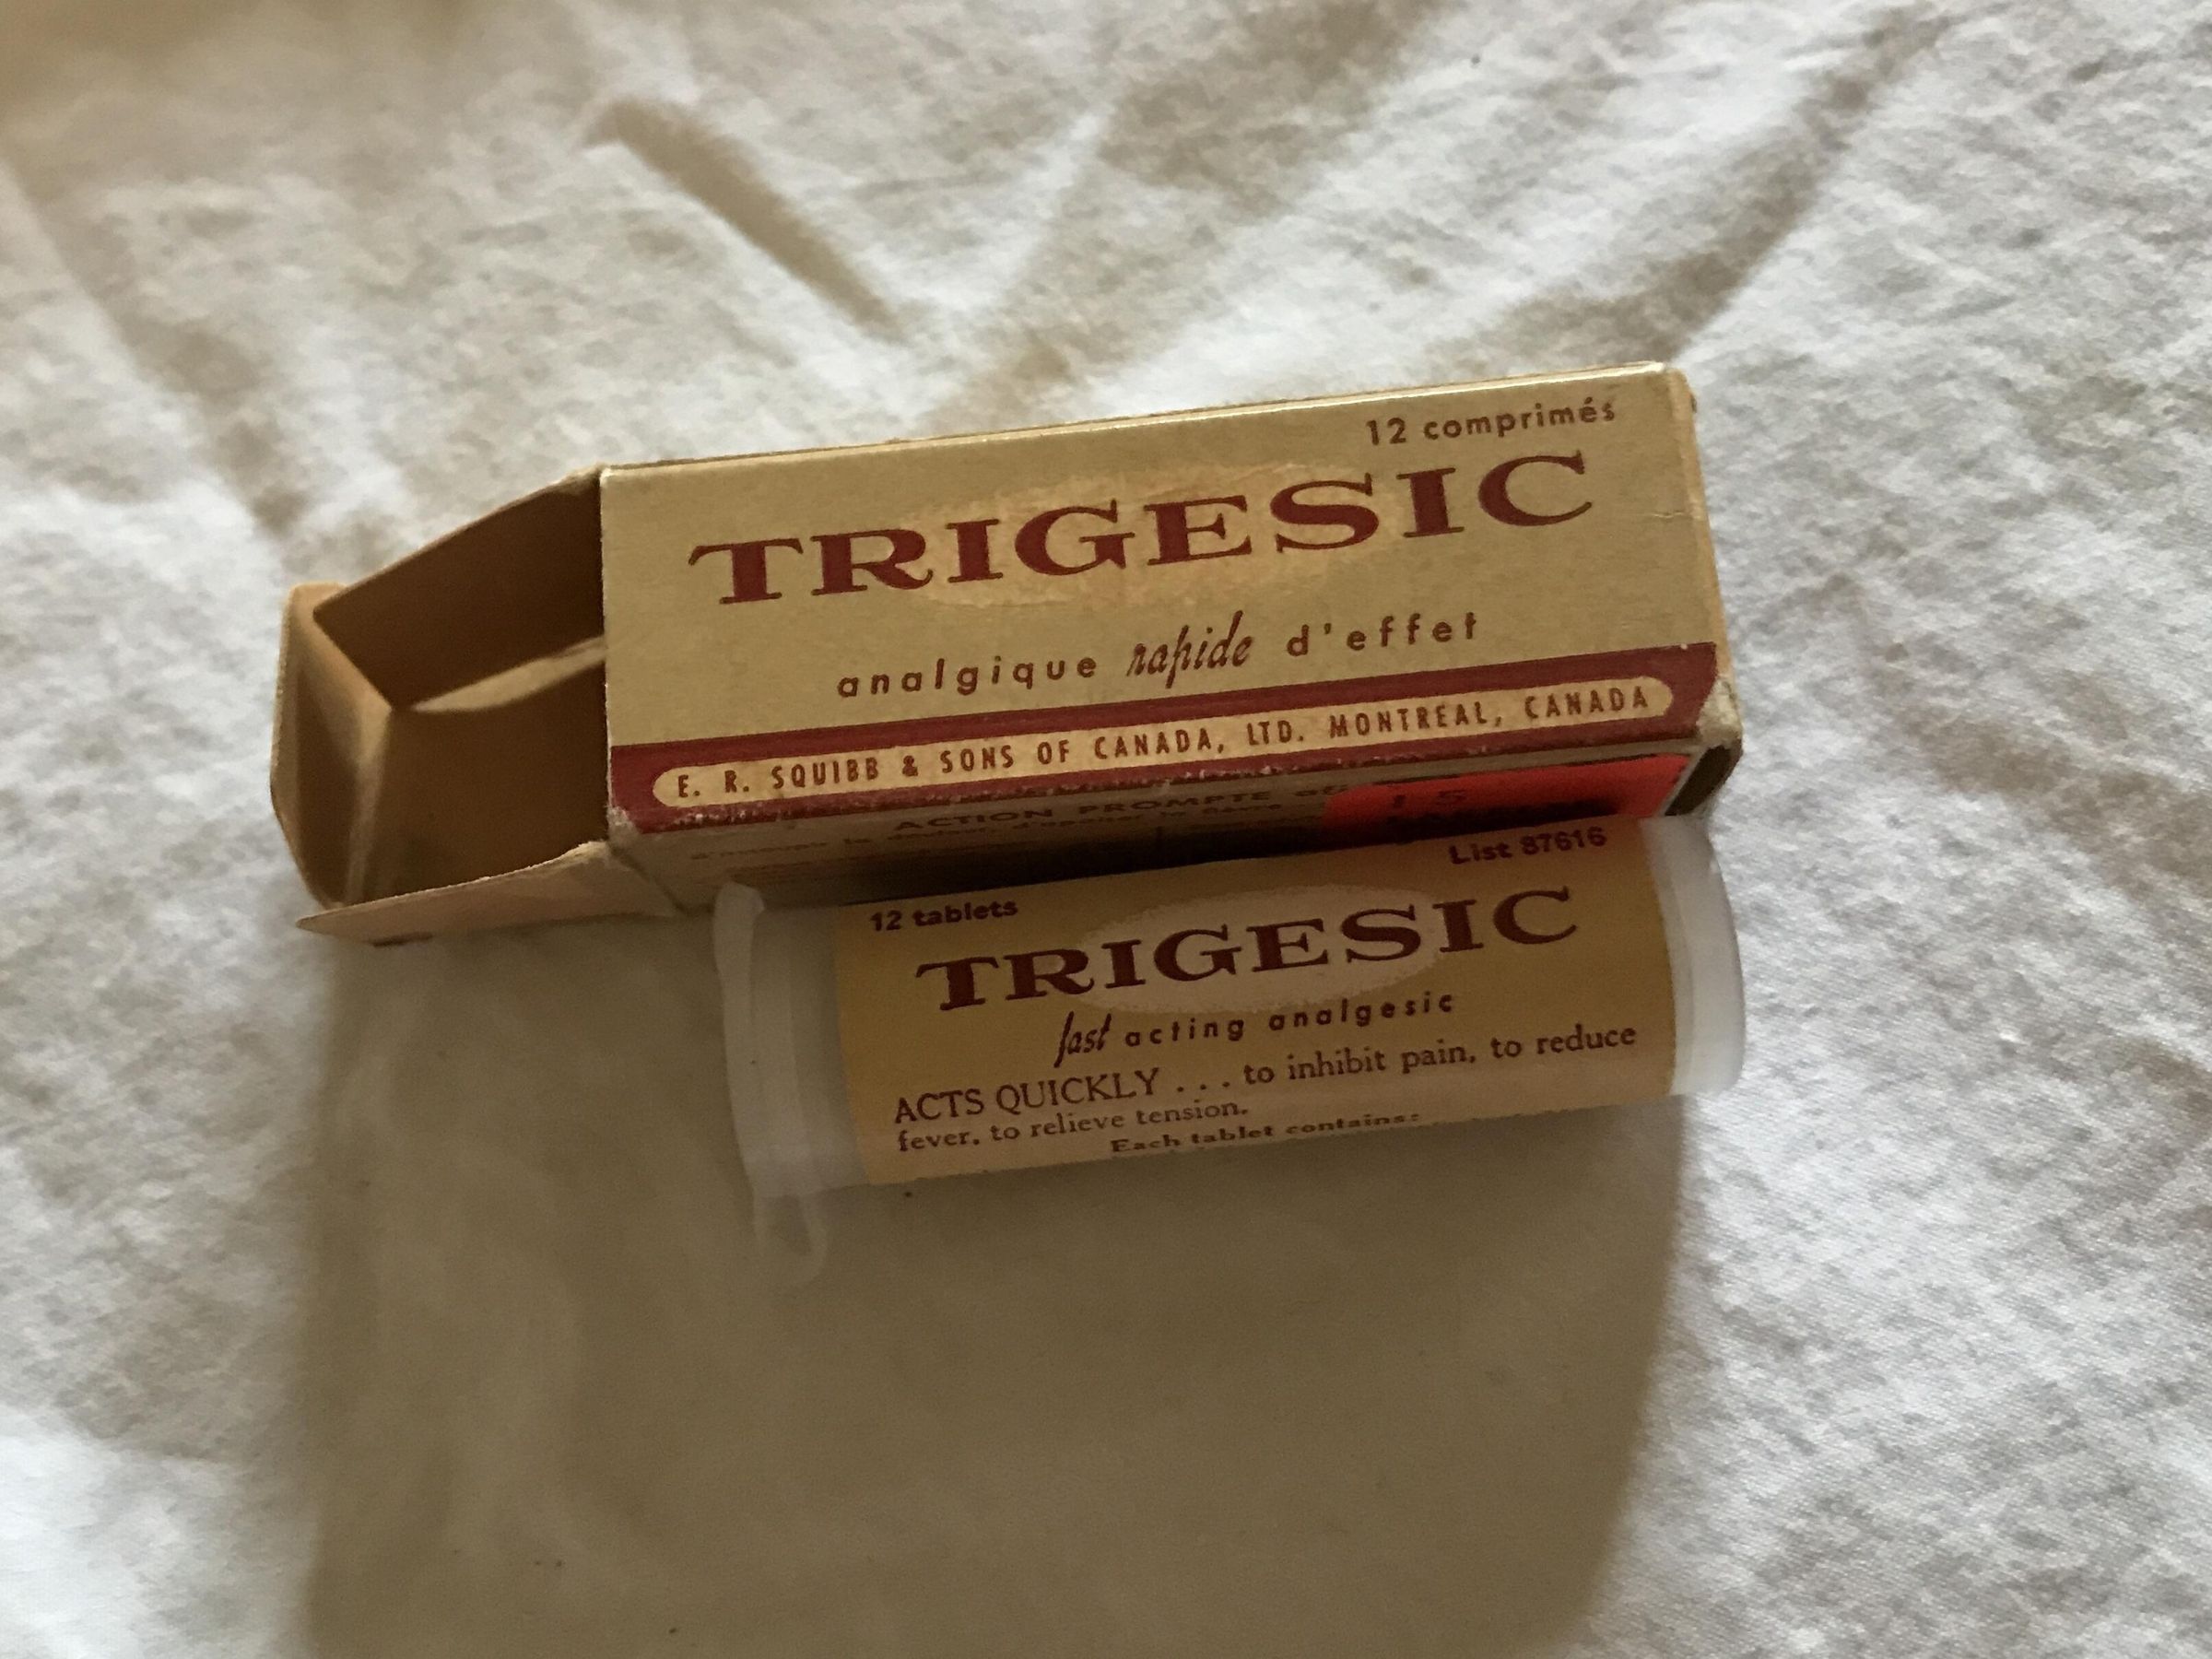 12 comprimés
TRIGESIC
analgique rapide d'effet
E. R. SQUIBB & SONS OF CANADA, LTD. MONTREAL, CANADA
ACTION PROMPTE
15
List 87616
12 tablets
TRIGESIC
fast acting analgesic
ACTS QUICKLY . . . to inhibit pain, to reduce
fever, to relieve tension.
Each tablet contains: